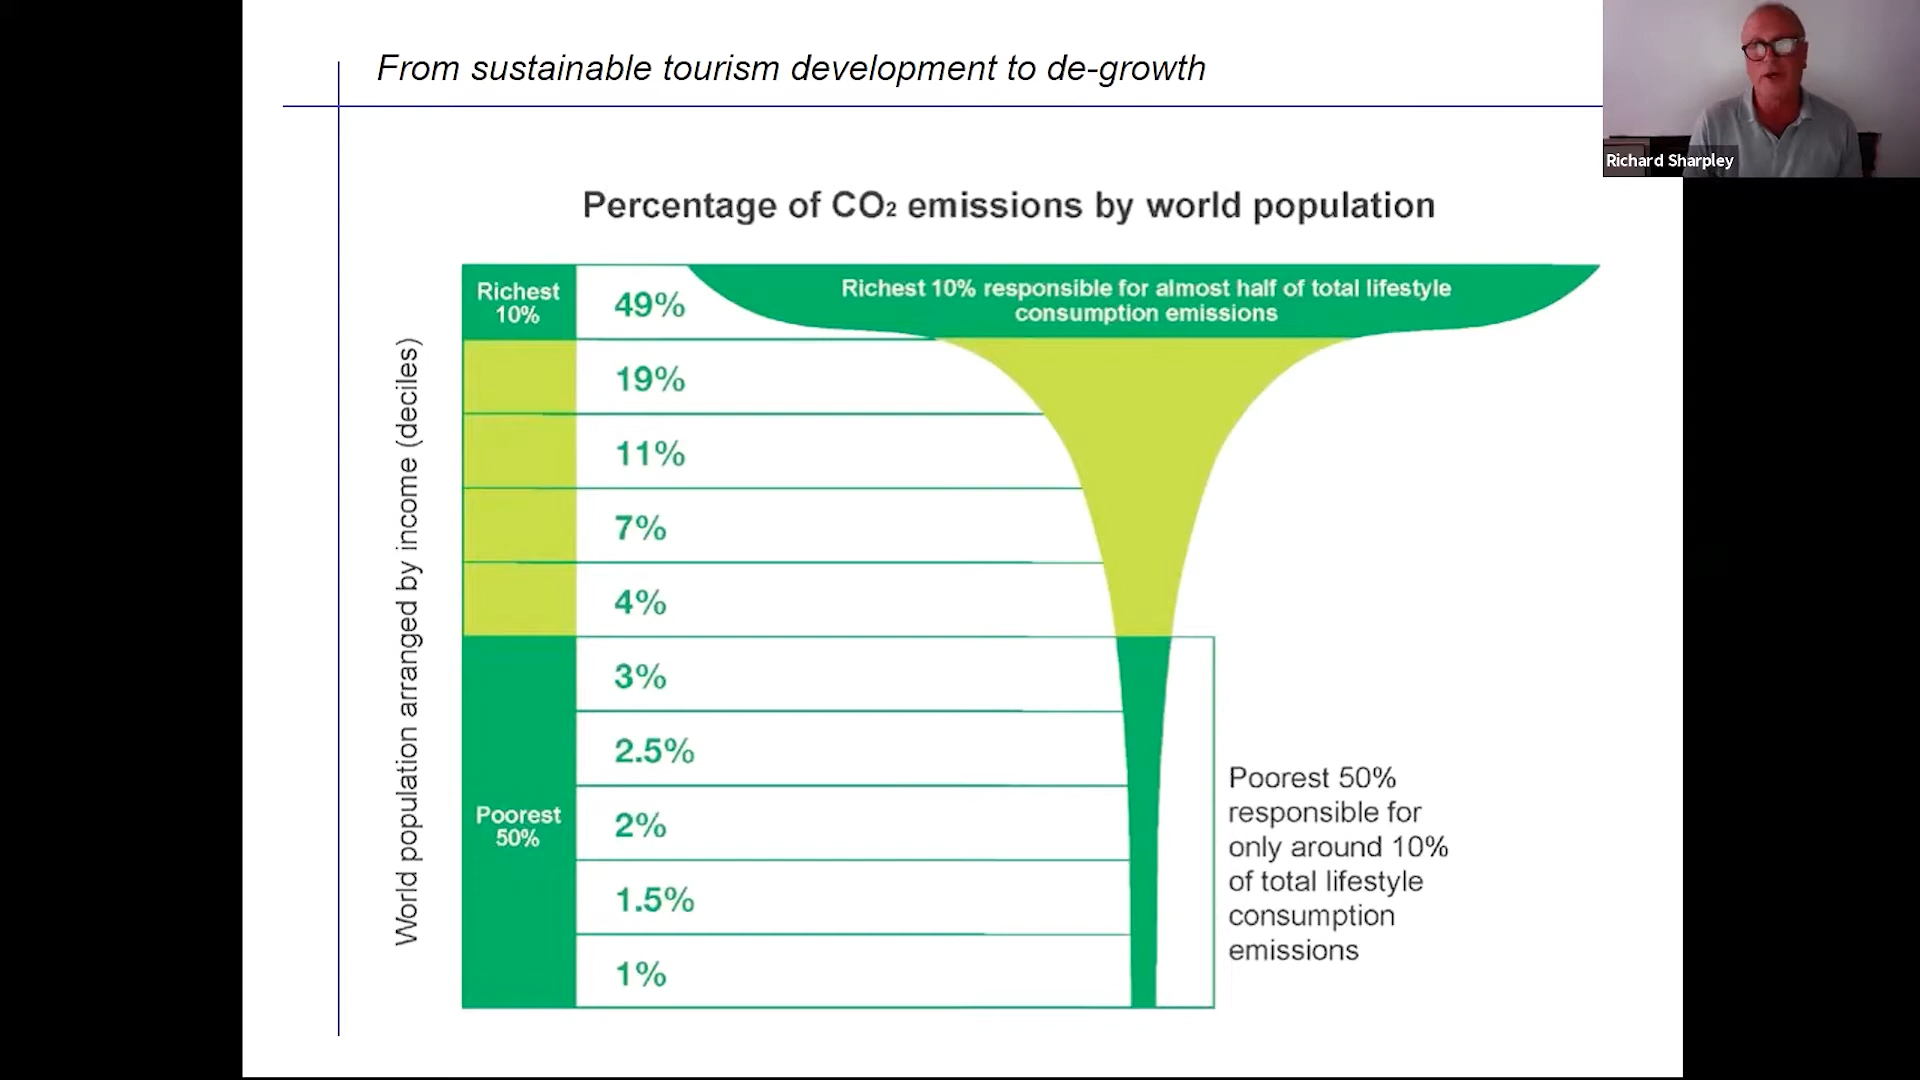 From sustainable tourism development to de-growth
Richard Sharpley
Percentage of CO₂ emissions by world population
World population arranged by income (deciles)
Richest
10%
49%
Richest 10% responsible for almost half of total lifestyle
consumption emissions
19%
11%
7%
4%
Poorest
50%
3%
2.5%
2%
1.5%
1%
Poorest 50%
responsible for
only around 10%
of total lifestyle
consumption
emissions